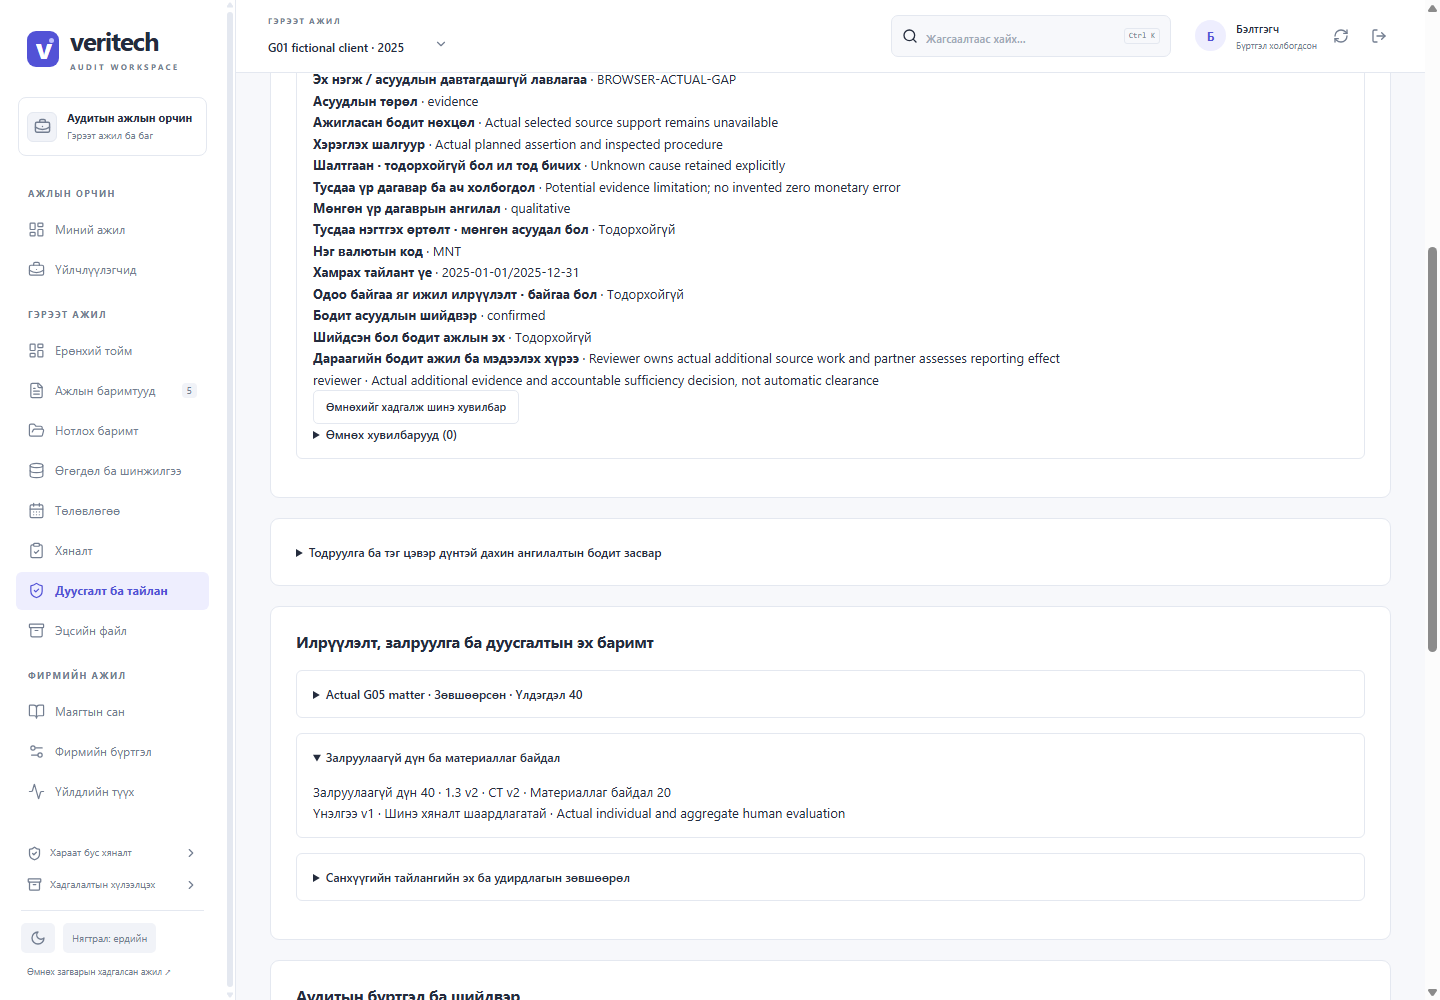 veritech
AUDIT WORKSPACE
Аудитын ажлын орчин
Гэрээт ажил ба баг
АЖЛЫН ОРЧИН
Миний ажил
Үйлчлүүлэгчид
ГЭРЭЭТ АЖИЛ
Ерөнхий тойм
Ажлын баримтууд 5
Нотлох баримт
Өгөгдөл ба шинжилгээ
Төлөвлөгөө
Хяналт
Дуусгалт ба тайлан
Эцсийн файл
ФИРМИЙН АЖИЛ
Маягтын сан
Фирмийн бүртгэл
Үйлдлийн түүх
Хараат бус хяналт
Хадгалалтын хүлээлцэх
Нягтрал: ердийн
Өмнөх загварын хадгалсан ажил ↗
ГЭРЭЭТ АЖИЛ
G01 fictional client · 2025
Жагсаалтаас хайх...
Ctrl K
Б
Бэлтгэгч
Бүртгэл холбогдсон
Эх нэгж / асуудлын давтагдашгүй лавлагаа · BROWSER-ACTUAL-GAP
Асуудлын төрөл · evidence
Ажигласан бодит нөхцөл · Actual selected source support remains unavailable
Хэрэглэх шалгуур · Actual planned assertion and inspected procedure
Шалтгаан · тодорхойгүй бол ил тод бичих · Unknown cause retained explicitly
Тусдаа үр дагавар ба ач холбогдол · Potential evidence limitation; no invented zero monetary error
Мөнгөн үр дагаврын ангилал · qualitative
Тусдаа нэгтгэх өртөлт · мөнгөн асуудал бол · Тодорхойгүй
Нэг валютын код · MNT
Хамрах тайлант үе · 2025-01-01/2025-12-31
Одоо байгаа яг ижил илрүүлэлт · байгаа бол · Тодорхойгүй
Бодит асуудлын шийдвэр · confirmed
Шийдсэн бол бодит ажлын эх · Тодорхойгүй
Дараагийн бодит ажил ба мэдээлэх хүрээ · Reviewer owns actual additional source work and partner assesses reporting effect
reviewer · Actual additional evidence and accountable sufficiency decision, not automatic clearance
Өмнөхийг хадгалж шинэ хувилбар
▶ Өмнөх хувилбарууд (0)
▶ Тодруулга ба тэг цэвэр дүнтэй дахин ангилалтын бодит засвар
Илрүүлэлт, залруулга ба дуусгалтын эх баримт
▶ Actual G05 matter · Зөвшөөрсөн · Үлдэгдэл 40
▼ Залруулаагүй дүн ба материаллаг байдал
Залруулаагүй дүн 40 · 1.3 v2 · CT v2 · Материаллаг байдал 20
Үнэлгээ v1 · Шинэ хяналт шаардлагатай · Actual individual and aggregate human evaluation
▶ Санхүүгийн тайлангийн эх ба удирдлагын зөвшөөрөл
Аудитын бүртгэл ба шийдвэр